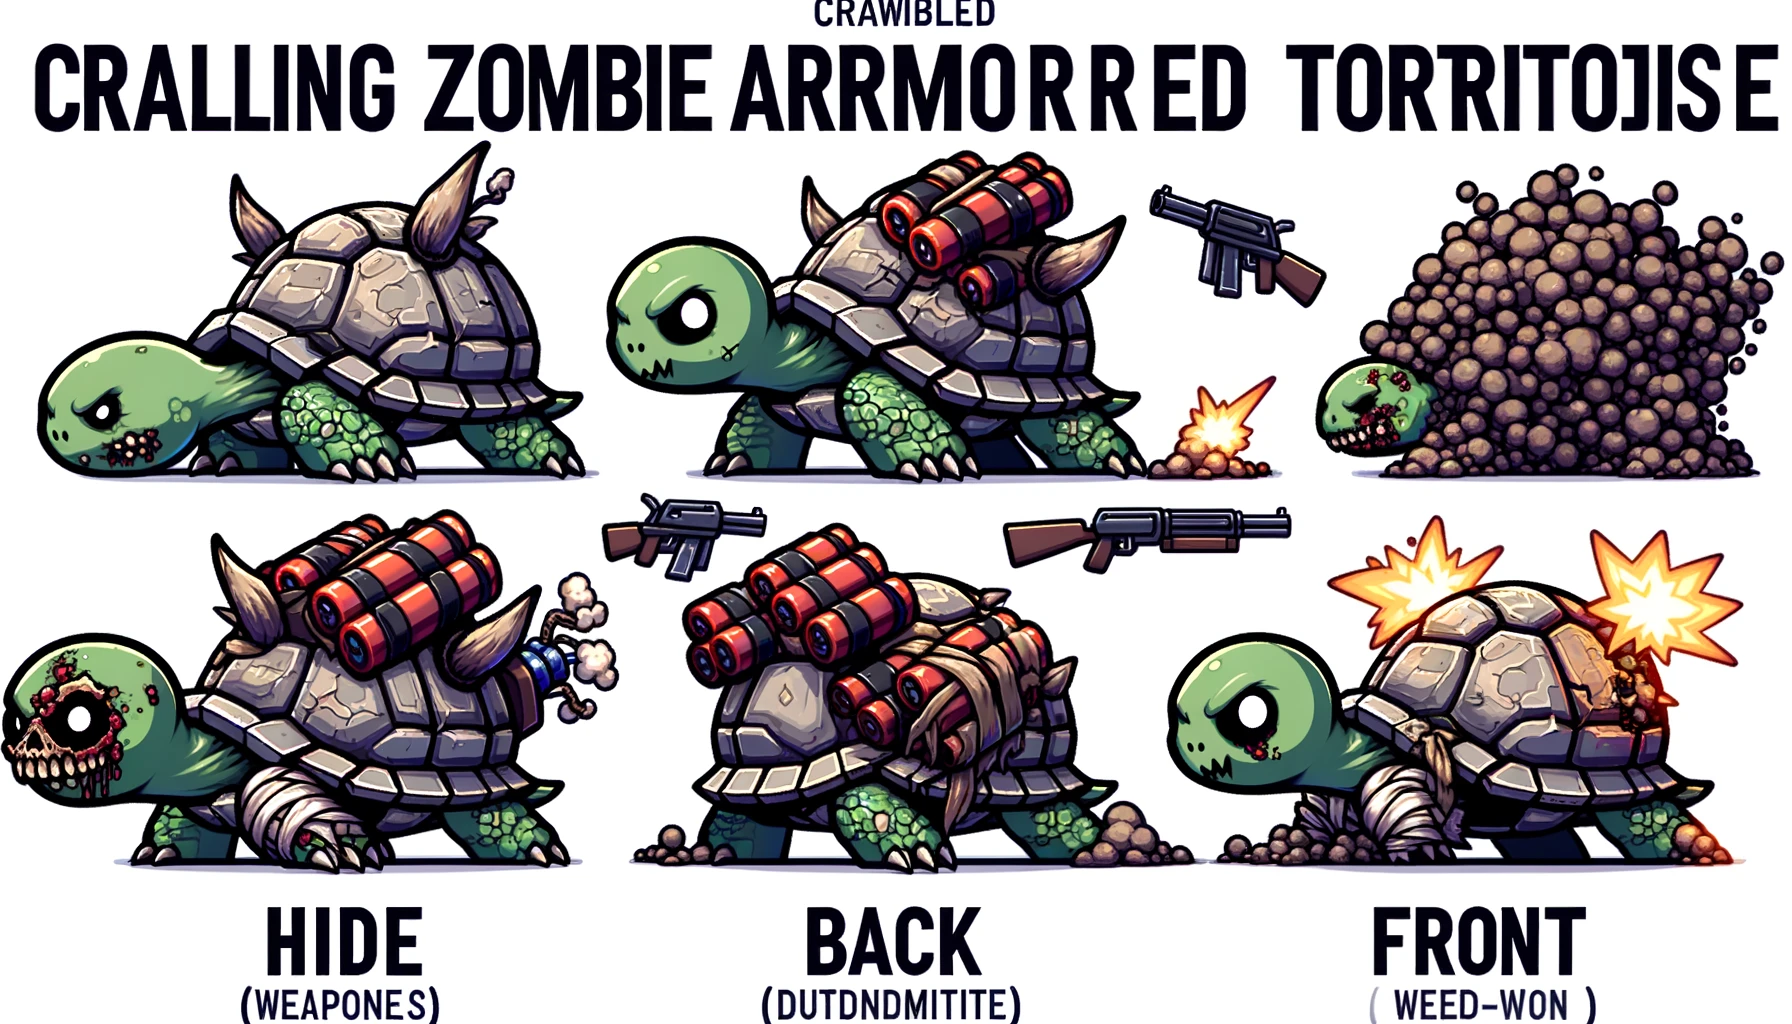 CRAWIBLED
CRALLING ZOMBIE ARRMORRED TORRITOJISE
HIDE
(WEAPONES)
BACK
(DUTDNDMITITE)
FRONT
( WEED-WON )